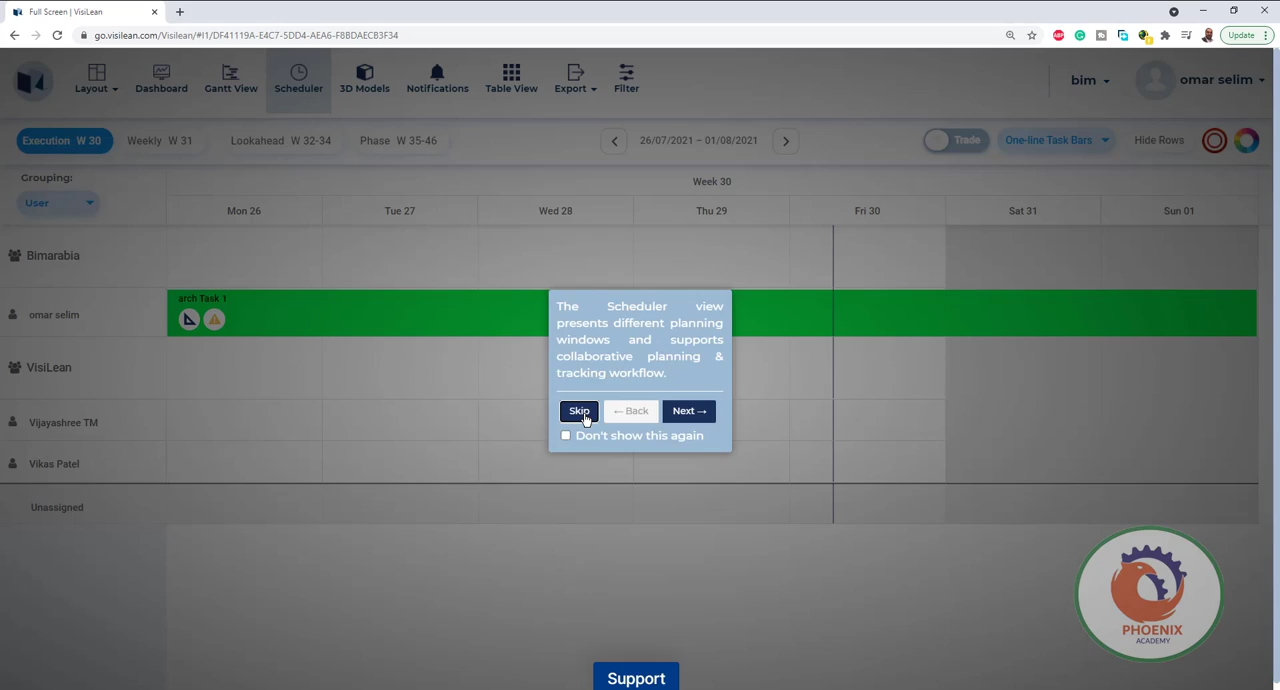 Full Screen | VisiLean
go.visilean.com/Visilean/#I1/DF41119A-E4C7-5DD4-AEA6-F8BDAECB3F34
Update
Layout
Dashboard
Gantt View
Scheduler
3D Models
Notifications
Table View
Export
Filter
bim
omar selim
Execution W 30
Weekly W 31
Lookahead W 32-34
Phase W 35-46
26/07/2021 – 01/08/2021
Trade
One-line Task Bars
Hide Rows
Grouping:
User
Week 30
Mon 26
Tue 27
Wed 28
Thu 29
Fri 30
Sat 31
Sun 01
Bimarabia
omar selim
arch Task 1
VisiLean
Vijayashree TM
Vikas Patel
Unassigned
The Scheduler view
presents different planning
windows and supports
collaborative planning &
tracking workflow.
Skip
← Back
Next →
Don't show this again
PHOENIX
ACADEMY
Support